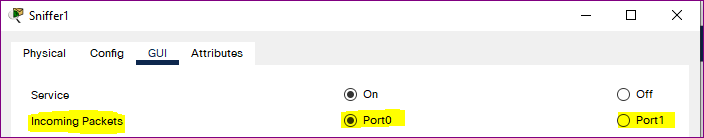 Sniffer1
Physical Config GUI Attributes
Service On Off
Incoming Packets Port0 Port1